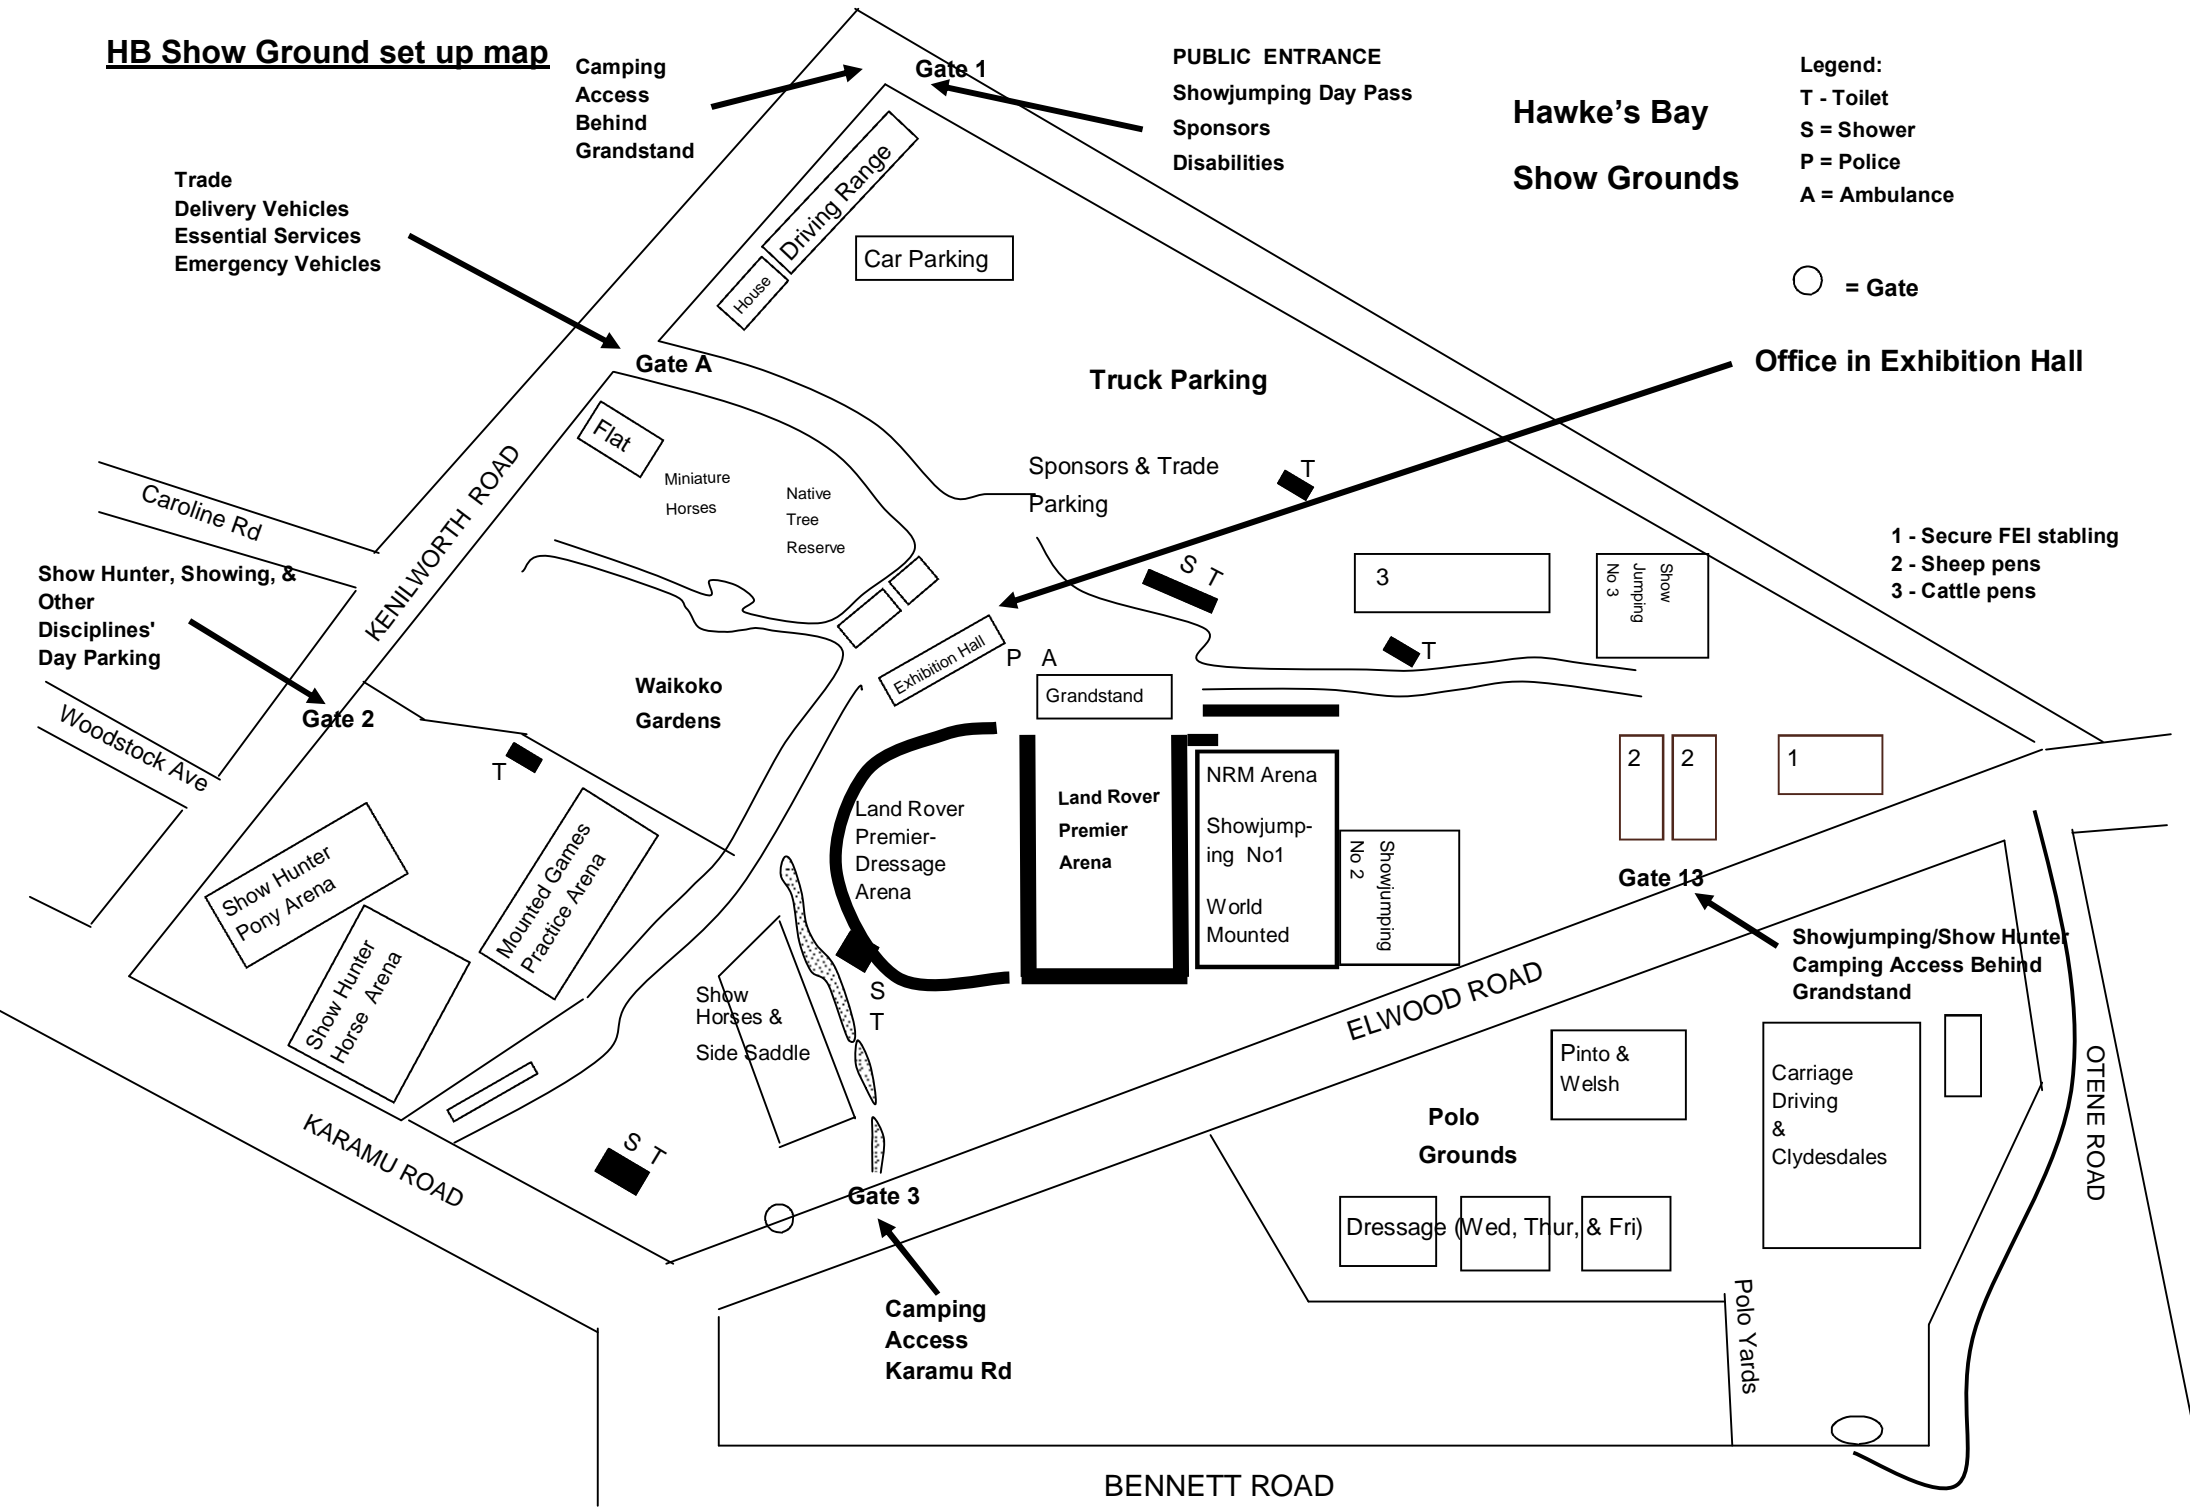 HB Show Ground set up map
Camping
Access
Behind
Grandstand
Gate 1
PUBLIC ENTRANCE
Showjumping Day Pass
Sponsors
Disabilities
Hawke's Bay
Show Grounds
Legend:
T - Toilet
S = Shower
P = Police
A = Ambulance
= Gate
Trade
Delivery Vehicles
Essential Services
Emergency Vehicles
Driving Range
House
Car Parking
Gate A
Truck Parking
Office in Exhibition Hall
Flat
Miniature
Horses
Native
Tree
Reserve
Sponsors & Trade
Parking
T
KENILWORTH ROAD
Caroline Rd
1 - Secure FEI stabling
2 - Sheep pens
3 - Cattle pens
S T
3
Show
Jumping
No 3
T
Show Hunter, Showing, &
Other
Disciplines'
Day Parking
Gate 2
Woodstock Ave
Waikoko
Gardens
Exhibition Hall
P A
Grandstand
T
Land Rover
Premier-
Dressage
Arena
Land Rover
Premier
Arena
NRM Arena
Showjump-
ing No1
World
Mounted
Showjumping
No 2
2
2
1
Gate 13
Showjumping/Show Hunter
Camping Access Behind
Grandstand
Show Hunter
Pony Arena
Mounted Games
Practice Arena
Show Hunter
Horse Arena
Show
Horses &
Side Saddle
S
T
ELWOOD ROAD
KARAMU ROAD
S T
Gate 3
Camping
Access
Karamu Rd
Pinto &
Welsh
Polo
Grounds
Carriage
Driving
&
Clydesdales
OTENE ROAD
Dressage (Wed, Thur, & Fri)
Polo Yards
BENNETT ROAD